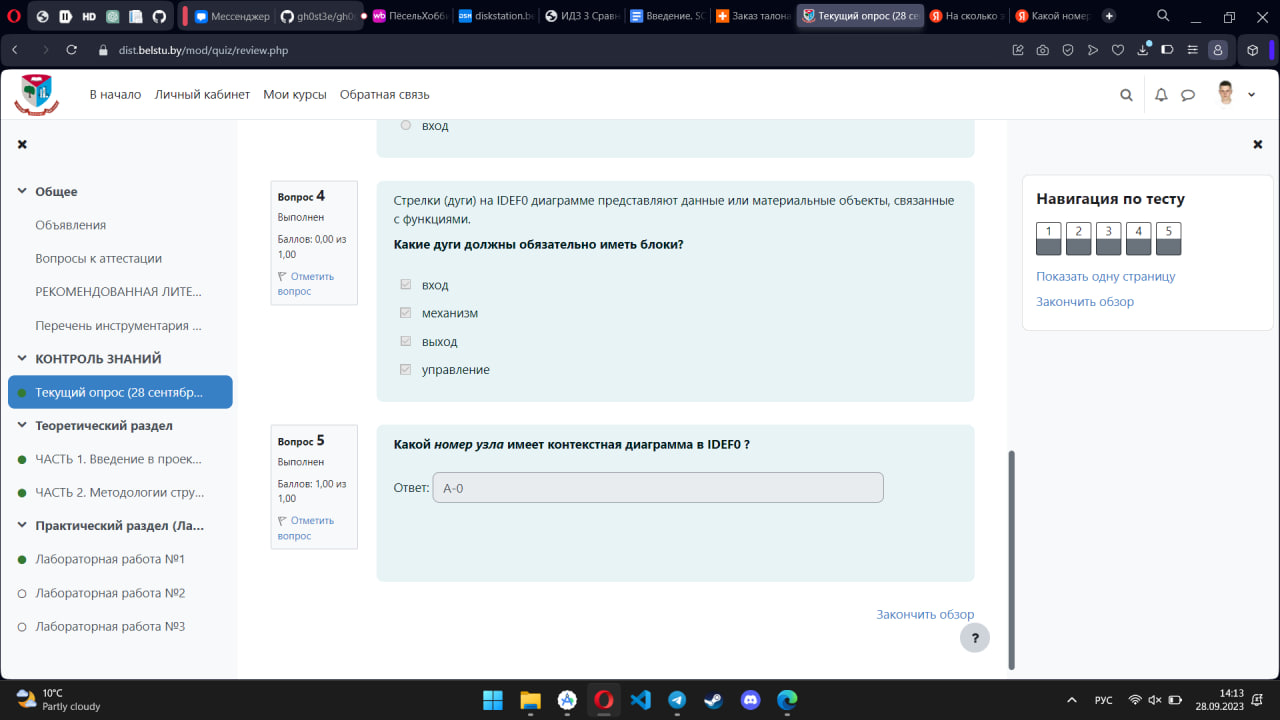 Мессенджер
gh0st3e/gh0
ПёсельХобб
diskstation.be
ИДЗ 3 Сравн
Введение. SC
Заказ талона
Текущий опрос (28 се
На сколько з
Какой номер
dist.belstu.by/mod/quiz/review.php
В начало Личный кабинет Мои курсы Обратная связь
Общее
Объявления
Вопросы к аттестации
РЕКОМЕНДОВАННАЯ ЛИТЕ...
Перечень инструментария ...
КОНТРОЛЬ ЗНАНИЙ
Текущий опрос (28 сентябр...
Теоретический раздел
ЧАСТЬ 1. Введение в проек...
ЧАСТЬ 2. Методологии стру...
Практический раздел (Ла...
Лабораторная работа №1
Лабораторная работа №2
Лабораторная работа №3
вход
Вопрос 4
Выполнен
Баллов: 0,00 из
1,00
Отметить
вопрос
Стрелки (дуги) на IDEF0 диаграмме представляют данные или материальные объекты, связанные
с функциями.
Какие дуги должны обязательно иметь блоки?
вход
механизм
выход
управление
Вопрос 5
Выполнен
Баллов: 1,00 из
1,00
Отметить
вопрос
Какой номер узла имеет контекстная диаграмма в IDEF0 ?
Ответ: A-0
Закончить обзор
?
Навигация по тесту
1 2 3 4 5
Показать одну страницу
Закончить обзор
10°C
Partly cloudy
РУС
14:13
28.09.2023